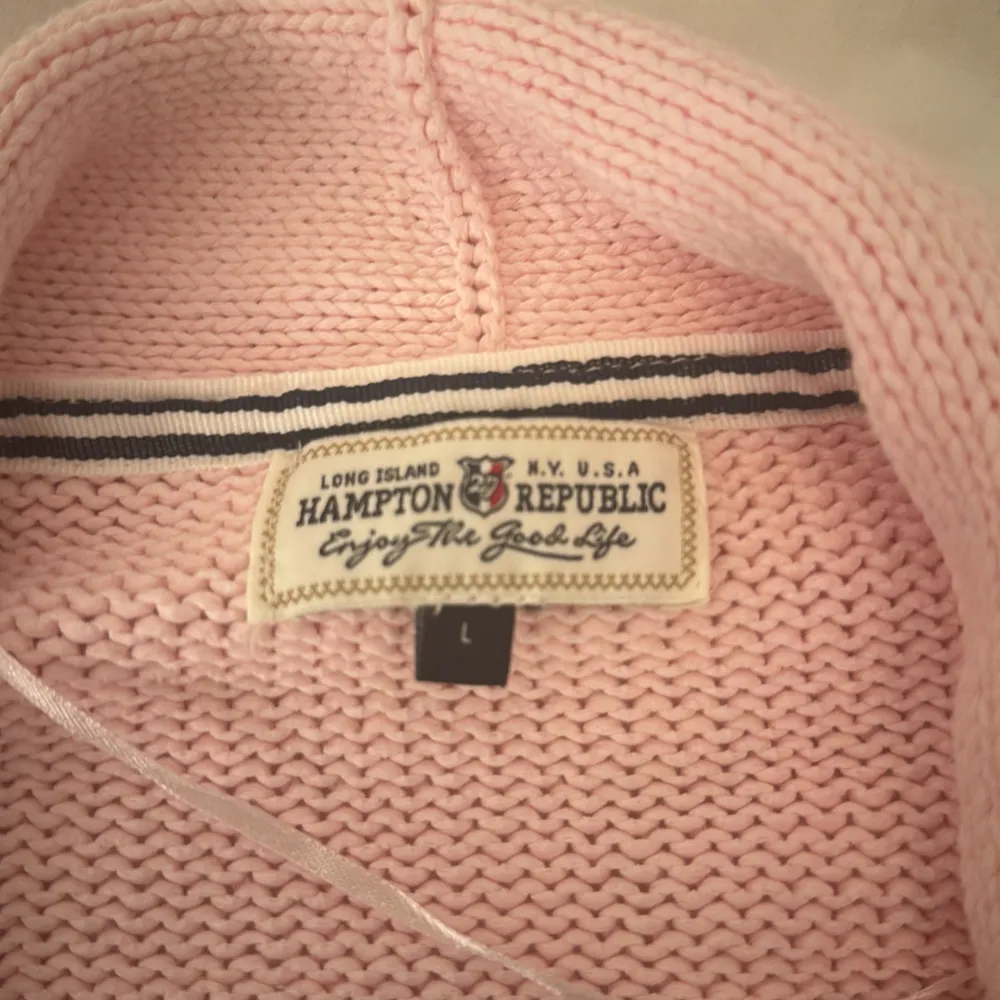 LONG ISLAND N.Y. U.S.A
HAMPTON REPUBLIC
Enjoy The Good Life
L